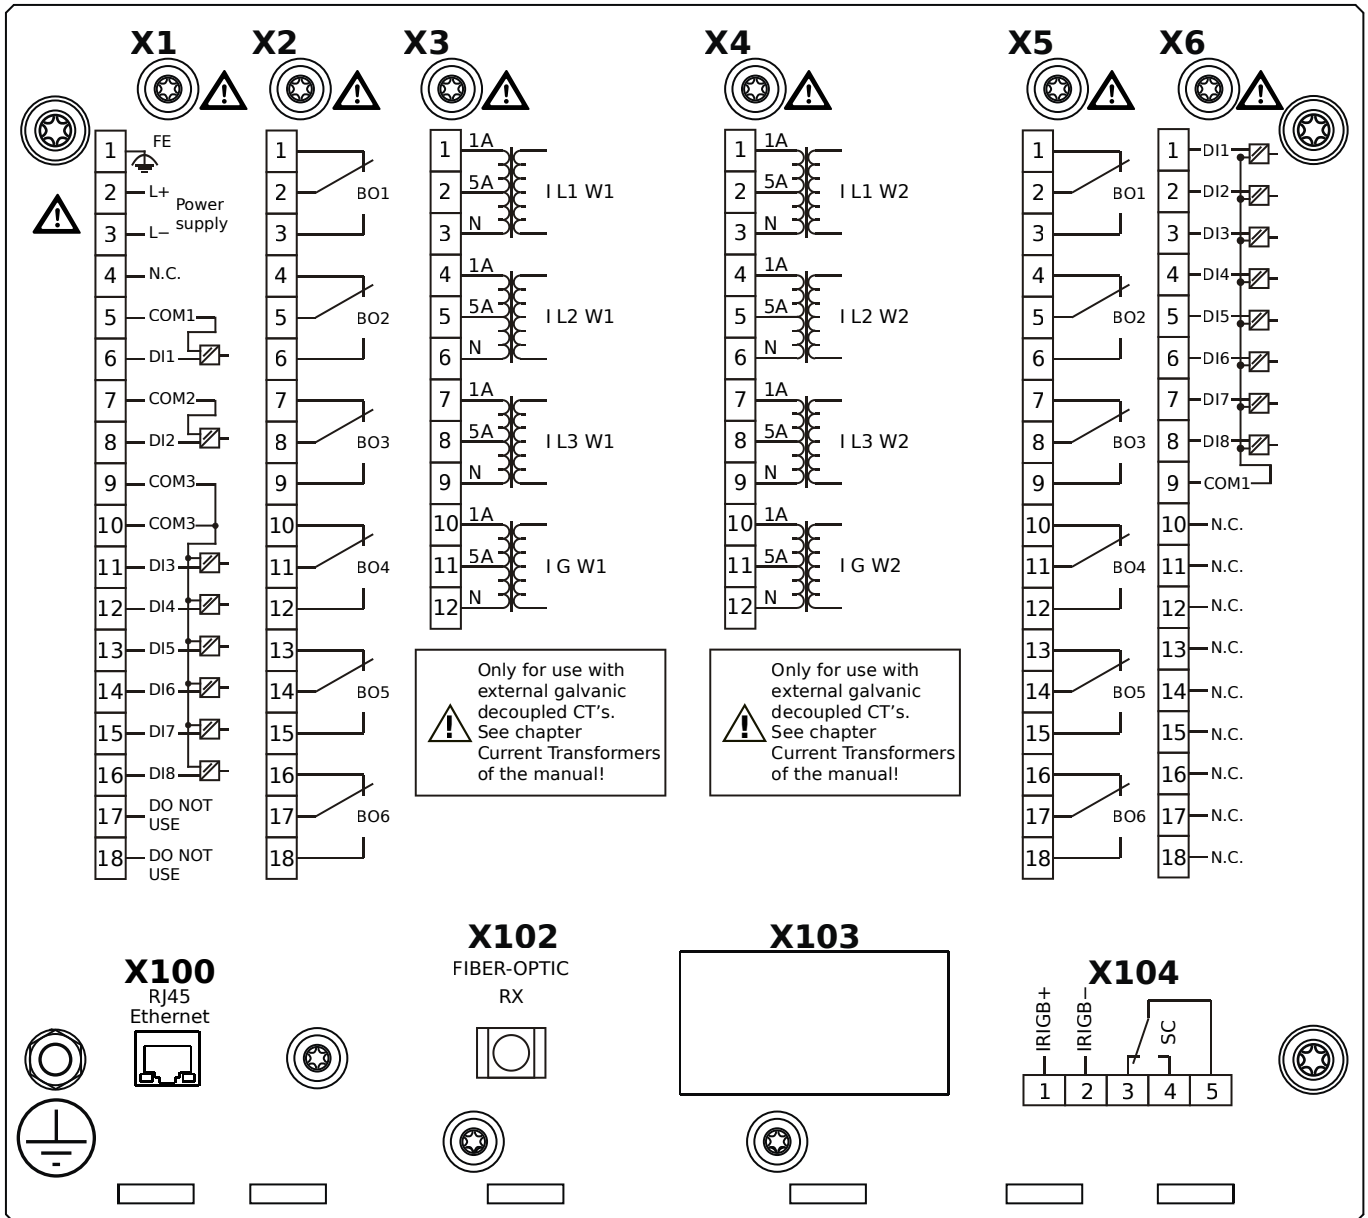 X1
X2
X3
X4
X5
X6
1 FE
2 L+
Power
supply
3 L−
4 N.C.
5 COM1
6 DI1
7 COM2
8 DI2
9 COM3
10 COM3
11 DI3
12 DI4
13 DI5
14 DI6
15 DI7
16 DI8
17 DO NOT
USE
18 DO NOT
USE
1
2 BO1
3
4
5 BO2
6
7
8 BO3
9
10
11 BO4
12
13
14 BO5
15
16
17 BO6
18
1 1A
2 5A I L1 W1
3 N
4 1A
5 5A I L2 W1
6 N
7 1A
8 5A I L3 W1
9 N
10 1A
11 5A I G W1
12 N
Only for use with
external galvanic
decoupled CT's.
See chapter
Current Transformers
of the manual!
1 1A
2 5A I L1 W2
3 N
4 1A
5 5A I L2 W2
6 N
7 1A
8 5A I L3 W2
9 N
10 1A
11 5A I G W2
12 N
Only for use with
external galvanic
decoupled CT's.
See chapter
Current Transformers
of the manual!
1
2 BO1
3
4
5 BO2
6
7
8 BO3
9
10
11 BO4
12
13
14 BO5
15
16
17 BO6
18
1 DI1
2 DI2
3 DI3
4 DI4
5 DI5
6 DI6
7 DI7
8 DI8
9 COM1
10 N.C.
11 N.C.
12 N.C.
13 N.C.
14 N.C.
15 N.C.
16 N.C.
17 N.C.
18 N.C.
X100
RJ45
Ethernet
X102
FIBER-OPTIC
RX
X103
X104
IRIGB+
IRIGB−
SC
1 2 3 4 5